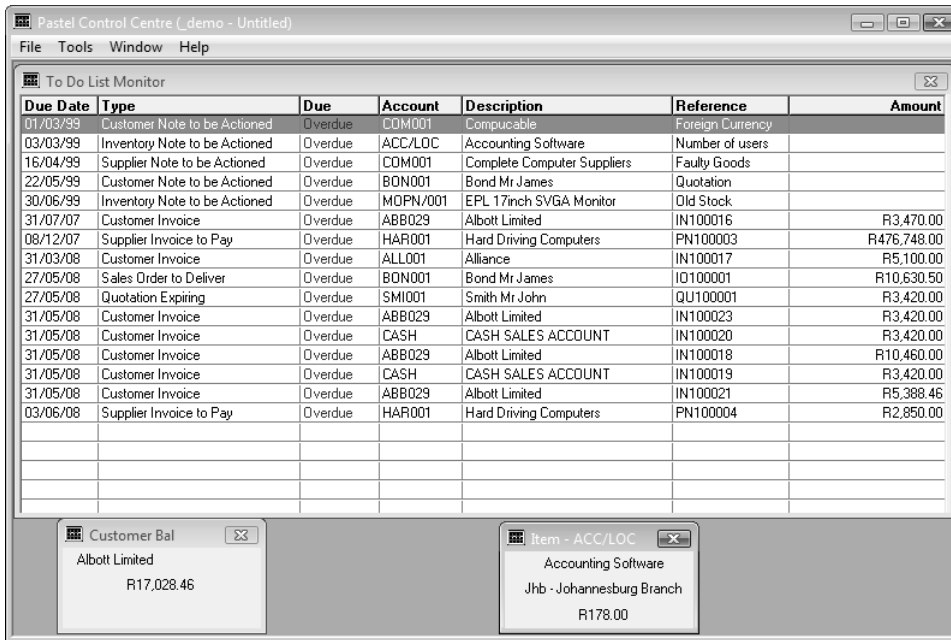 Pastel Control Centre (_demo - Untitled)
File Tools Window Help
To Do List Monitor
Due Date Type Due Account Description Reference Amount
01/03/99 Customer Note to be Actioned Overdue COM001 Compucable Foreign Currency
03/03/99 Inventory Note to be Actioned Overdue ACC/LOC Accounting Software Number of users
16/04/99 Supplier Note to be Actioned Overdue COM001 Complete Computer Suppliers Faulty Goods
22/05/99 Customer Note to be Actioned Overdue BON001 Bond Mr James Quotation
30/06/99 Inventory Note to be Actioned Overdue MOPN/001 EPL 17inch SVGA Monitor Old Stock
31/07/07 Customer Invoice Overdue ABB029 Albott Limited IN100016 R3,470.00
08/12/07 Supplier Invoice to Pay Overdue HAR001 Hard Driving Computers PN100003 R476,748.00
31/03/08 Customer Invoice Overdue ALL001 Alliance IN100017 R5,100.00
27/05/08 Sales Order to Deliver Overdue BON001 Bond Mr James IO100001 R10,630.50
27/05/08 Quotation Expiring Overdue SMI001 Smith Mr John QU100001 R3,420.00
31/05/08 Customer Invoice Overdue ABB029 Albott Limited IN100023 R3,420.00
31/05/08 Customer Invoice Overdue CASH CASH SALES ACCOUNT IN100020 R3,420.00
31/05/08 Customer Invoice Overdue ABB029 Albott Limited IN100018 R10,460.00
31/05/08 Customer Invoice Overdue CASH CASH SALES ACCOUNT IN100019 R3,420.00
31/05/08 Customer Invoice Overdue ABB029 Albott Limited IN100021 R5,388.46
03/06/08 Supplier Invoice to Pay Overdue HAR001 Hard Driving Computers PN100004 R2,850.00
Customer Bal
Albott Limited
R17,028.46
Item - ACC/LOC
Accounting Software
Jhb - Johannesburg Branch
R178.00